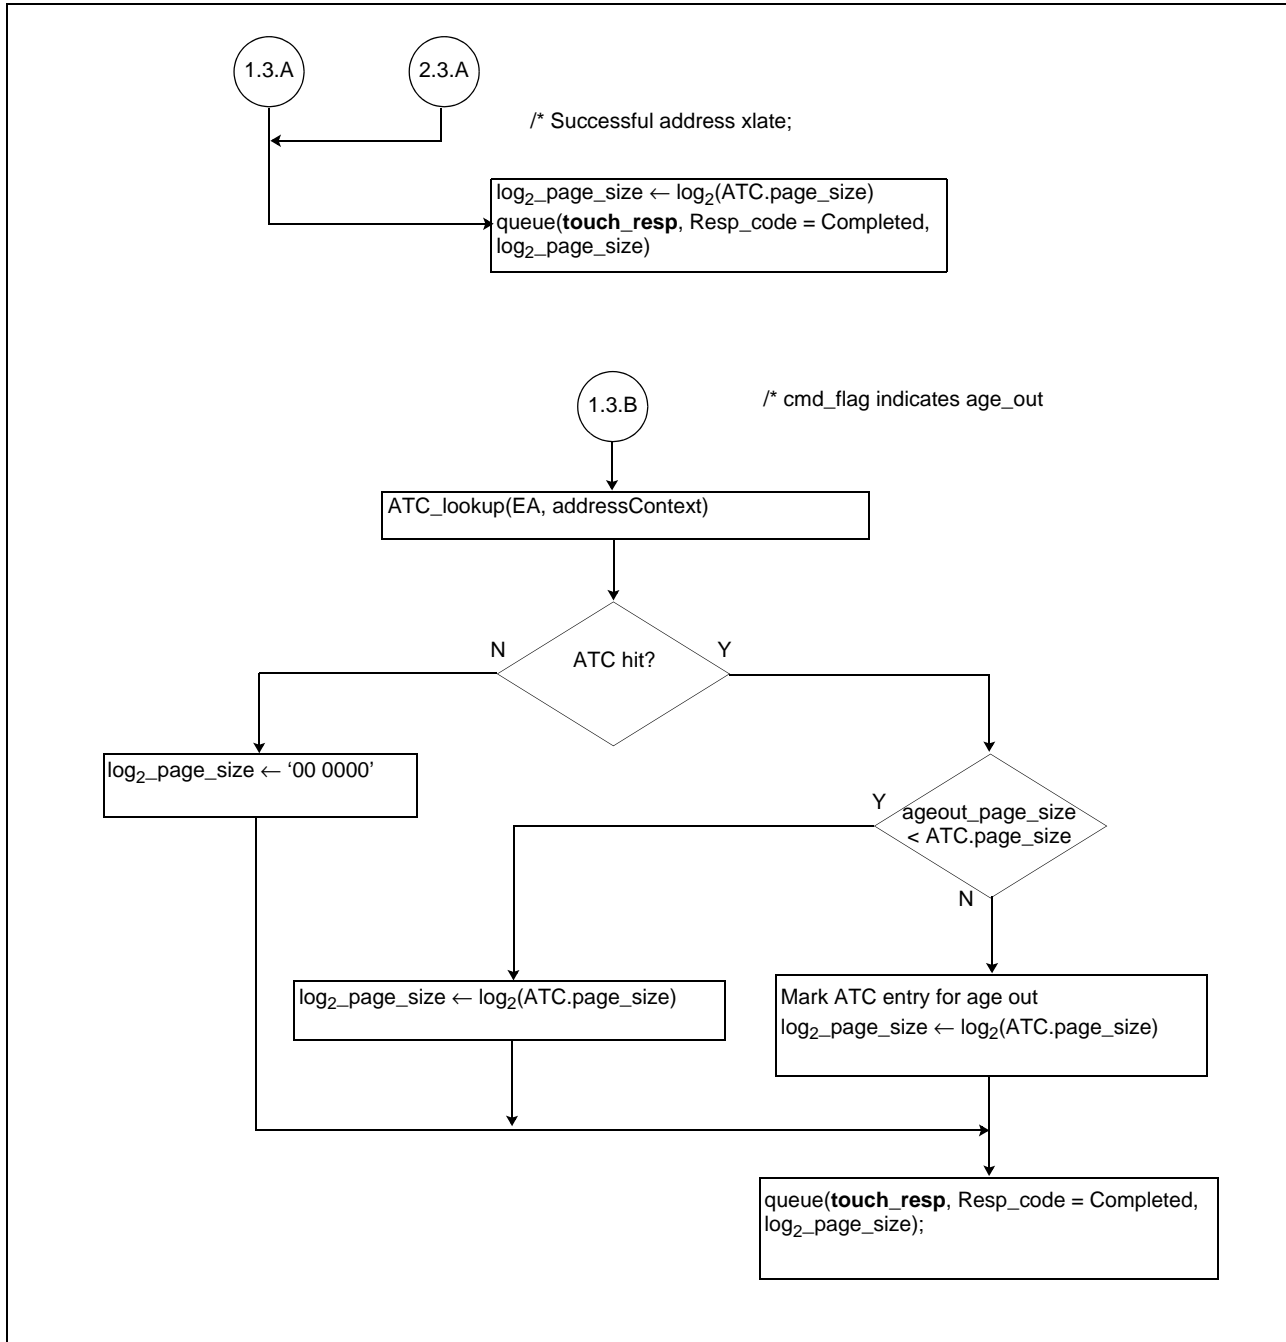 1.3.A
2.3.A
/* Successful address xlate;
log2_page_size ← log2(ATC.page_size)
queue(touch_resp, Resp_code = Completed,
log2_page_size)
1.3.B
/* cmd_flag indicates age_out
ATC_lookup(EA, addressContext)
N
Y
ATC hit?
log2_page_size ← ‘00 0000’
Y
ageout_page_size
< ATC.page_size
N
log2_page_size ← log2(ATC.page_size)
Mark ATC entry for age out
log2_page_size ← log2(ATC.page_size)
queue(touch_resp, Resp_code = Completed,
log2_page_size);